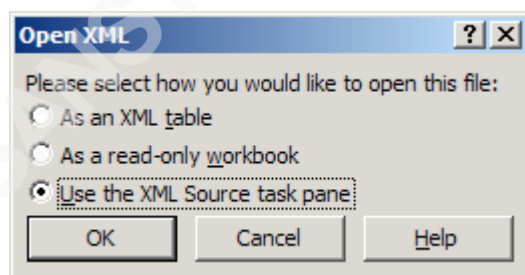 Open XML
Please select how you would like to open this file:
As an XML table
As a read-only workbook
Use the XML Source task pane
OK Cancel Help